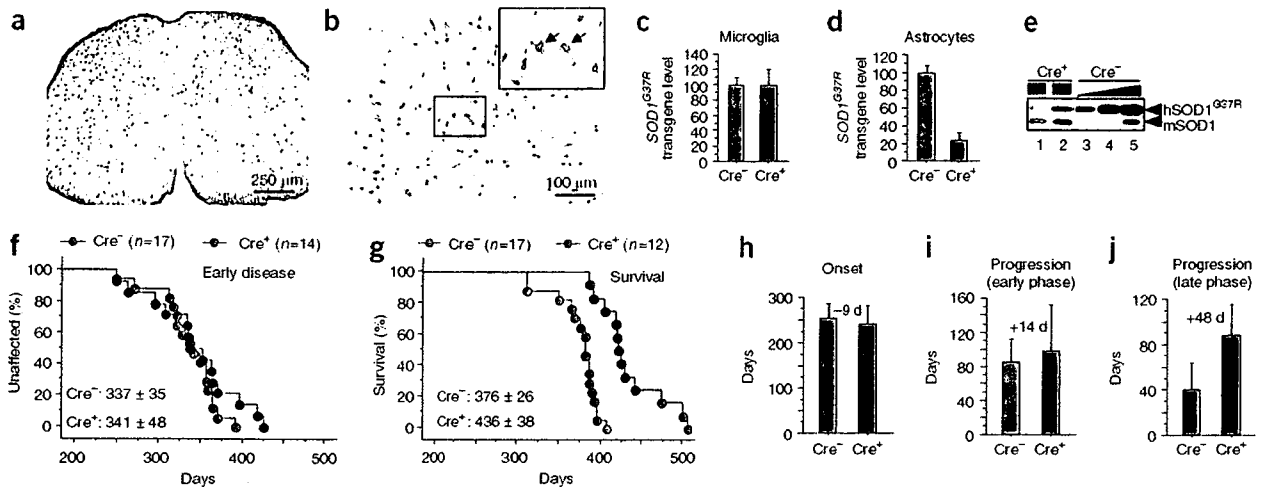 a
250 µm
b
100 µm
c
Microglia
SOD1G37R
transgene level
140
120
100
80
60
40
20
0
Cre− Cre+
d
Astrocytes
SOD1G37R
transgene level
120
100
80
60
40
20
0
Cre− Cre+
e
Cre+ Cre−
hSOD1G37R
mSOD1
1 2 3 4 5
f
Cre− (n=17) Cre+ (n=14)
Early disease
Unaffected (%)
100
80
60
40
20
0
Cre−: 337 ± 35
Cre+: 341 ± 48
200 300 400 500
Days
g
Cre− (n=17) Cre+ (n=12)
Survival
Survival (%)
100
80
60
40
20
0
Cre−: 376 ± 26
Cre+: 436 ± 38
200 300 400 500
Days
h
Onset
Days
300
200
100
0
−9 d
Cre− Cre+
i
Progression
(early phase)
Days
160
120
80
40
0
+14 d
Cre− Cre+
j
Progression
(late phase)
Days
120
80
40
0
+48 d
Cre− Cre+